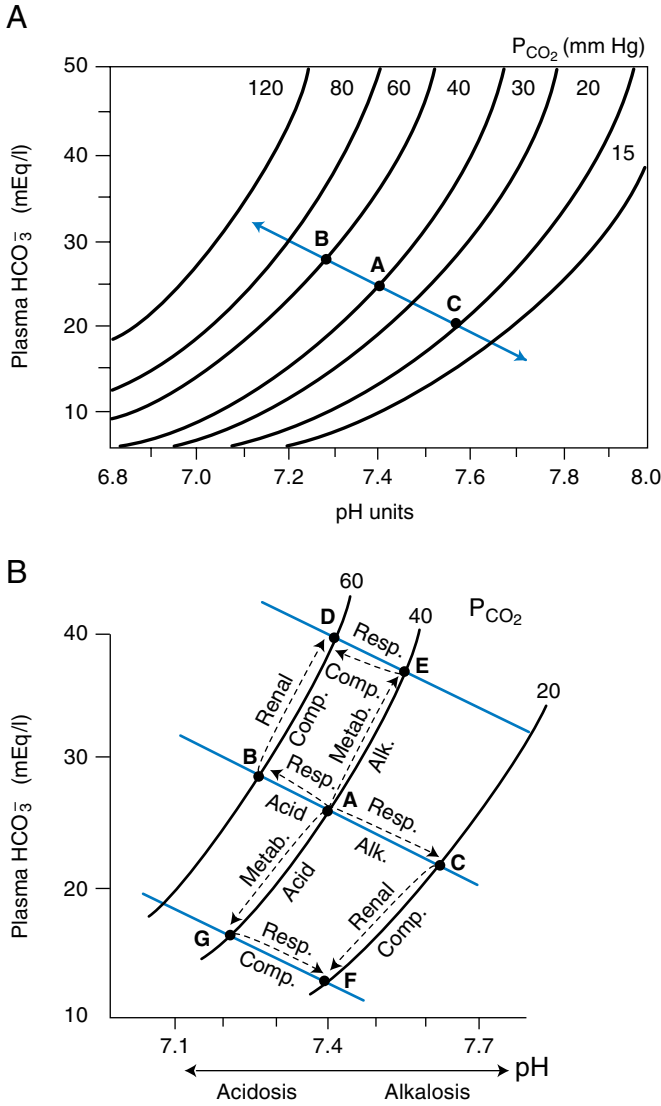 A
P_CO₂ (mm Hg)
50
120
80
60
40
30
20
15
40
30
20
10
Plasma HCO₃⁻ (mEq/l)
B
A
C
6.8
7.0
7.2
7.4
7.6
7.8
8.0
pH units
B
60
40
P_CO₂
20
40
30
20
10
Plasma HCO₃⁻ (mEq/l)
D
Resp.
Comp.
E
Renal
Comp.
Metab.
Alk.
B
Resp.
Acid
A
Resp.
Alk.
C
Metab.
Acid
Renal
Comp.
G
Resp.
Comp.
F
7.1
7.4
7.7
pH
Acidosis
Alkalosis